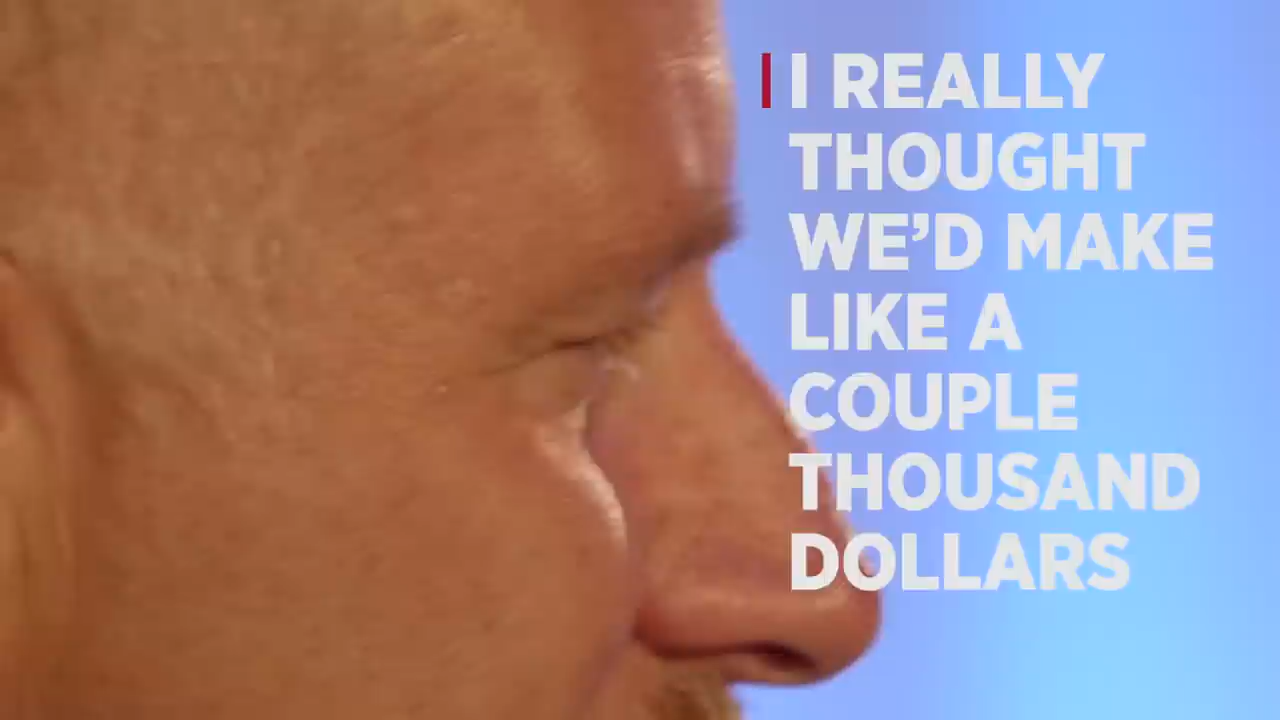 I REALLY
THOUGHT
WE’D MAKE
LIKE A
COUPLE
THOUSAND
DOLLARS